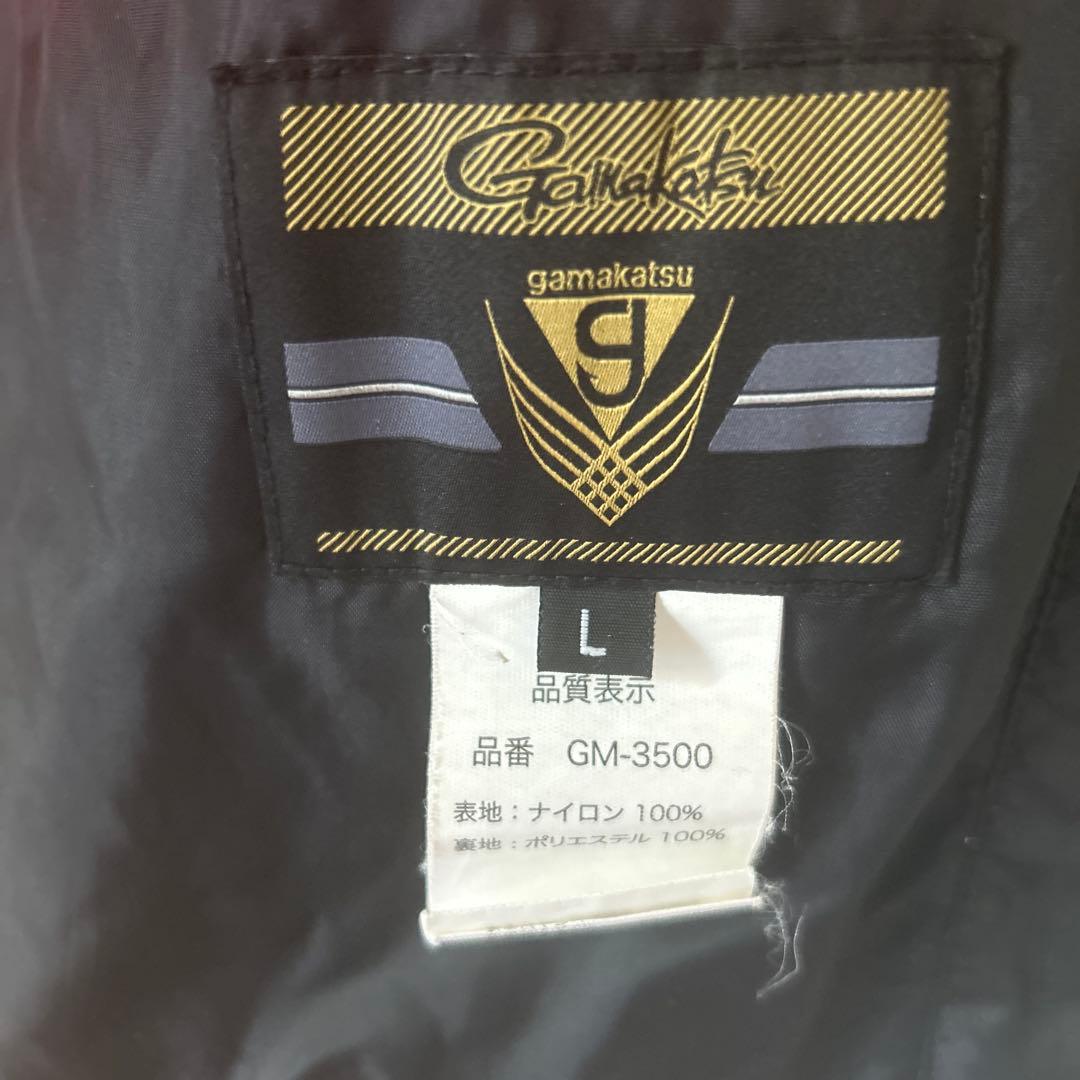 Gamakatsu
gamakatsu
g
L
品質表示
品番 GM-3500
表地：ナイロン 100%
裏地：ポリエステル 100%